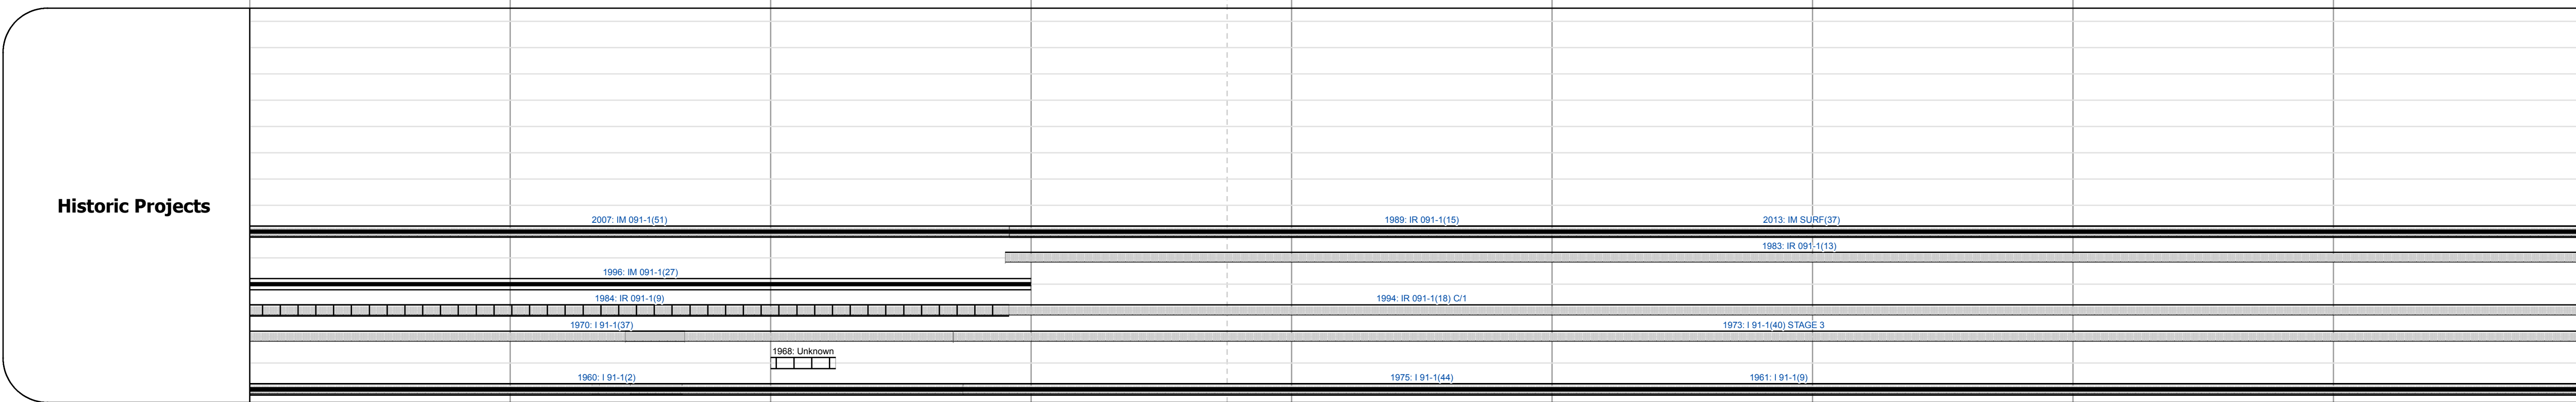 Historic Projects
2007: IM 091-1(51)
1989: IR 091-1(15)
2013: IM SURF(37)
1983: IR 091-1(13)
1996: IM 091-1(27)
1984: IR 091-1(9)
1994: IR 091-1(18) C/1
1970: I 91-1(37)
1973: I 91-1(40) STAGE 3
1968: Unknown
1960: I 91-1(2)
1975: I 91-1(44)
1961: I 91-1(9)